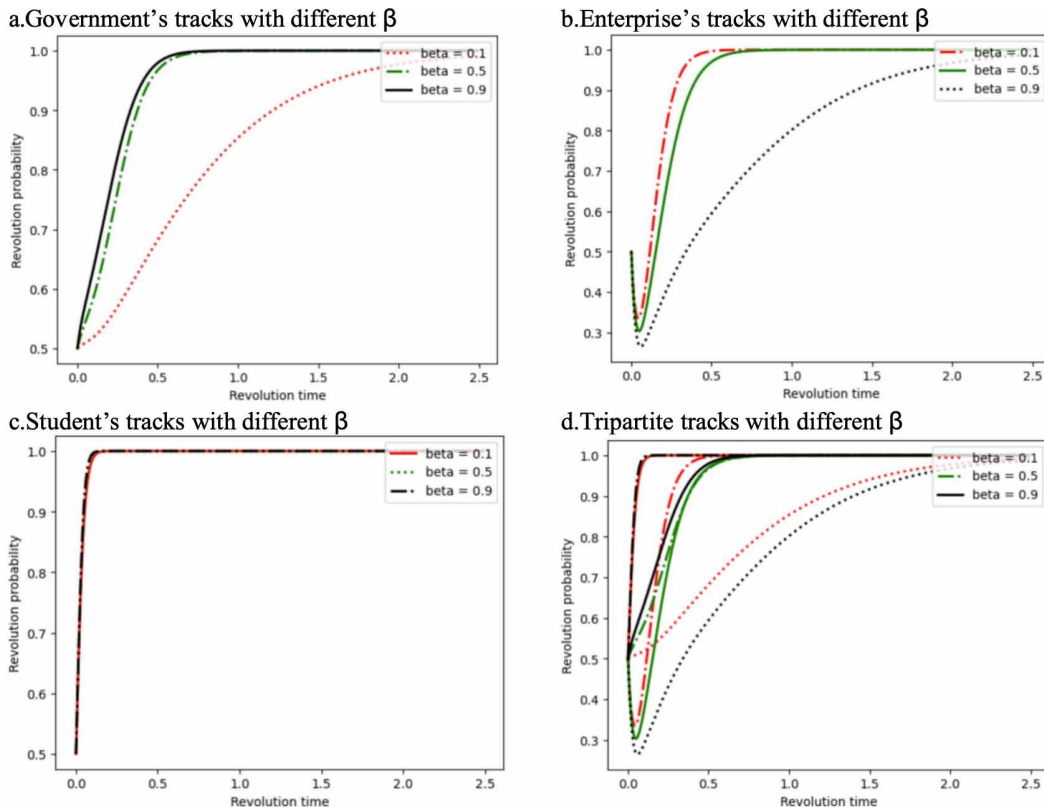 a.Government’s tracks with different β
1.0
0.9
0.8
0.7
0.6
0.5
Revolution probability
0.0 0.5 1.0 1.5 2.0 2.5
Revolution time
beta = 0.1
beta = 0.5
beta = 0.9
b.Enterprise’s tracks with different β
1.0
0.9
0.8
0.7
0.6
0.5
0.4
0.3
Revolution probability
0.0 0.5 1.0 1.5 2.0 2.5
Revolution time
beta = 0.1
beta = 0.5
beta = 0.9
c.Student’s tracks with different β
1.0
0.9
0.8
0.7
0.6
0.5
Revolution probability
0.0 0.5 1.0 1.5 2.0 2.5
Revolution time
beta = 0.1
beta = 0.5
beta = 0.9
d.Tripartite tracks with different β
1.0
0.9
0.8
0.7
0.6
0.5
0.4
0.3
Revolution probability
0.0 0.5 1.0 1.5 2.0 2.5
Revolution time
beta = 0.1
beta = 0.5
beta = 0.9